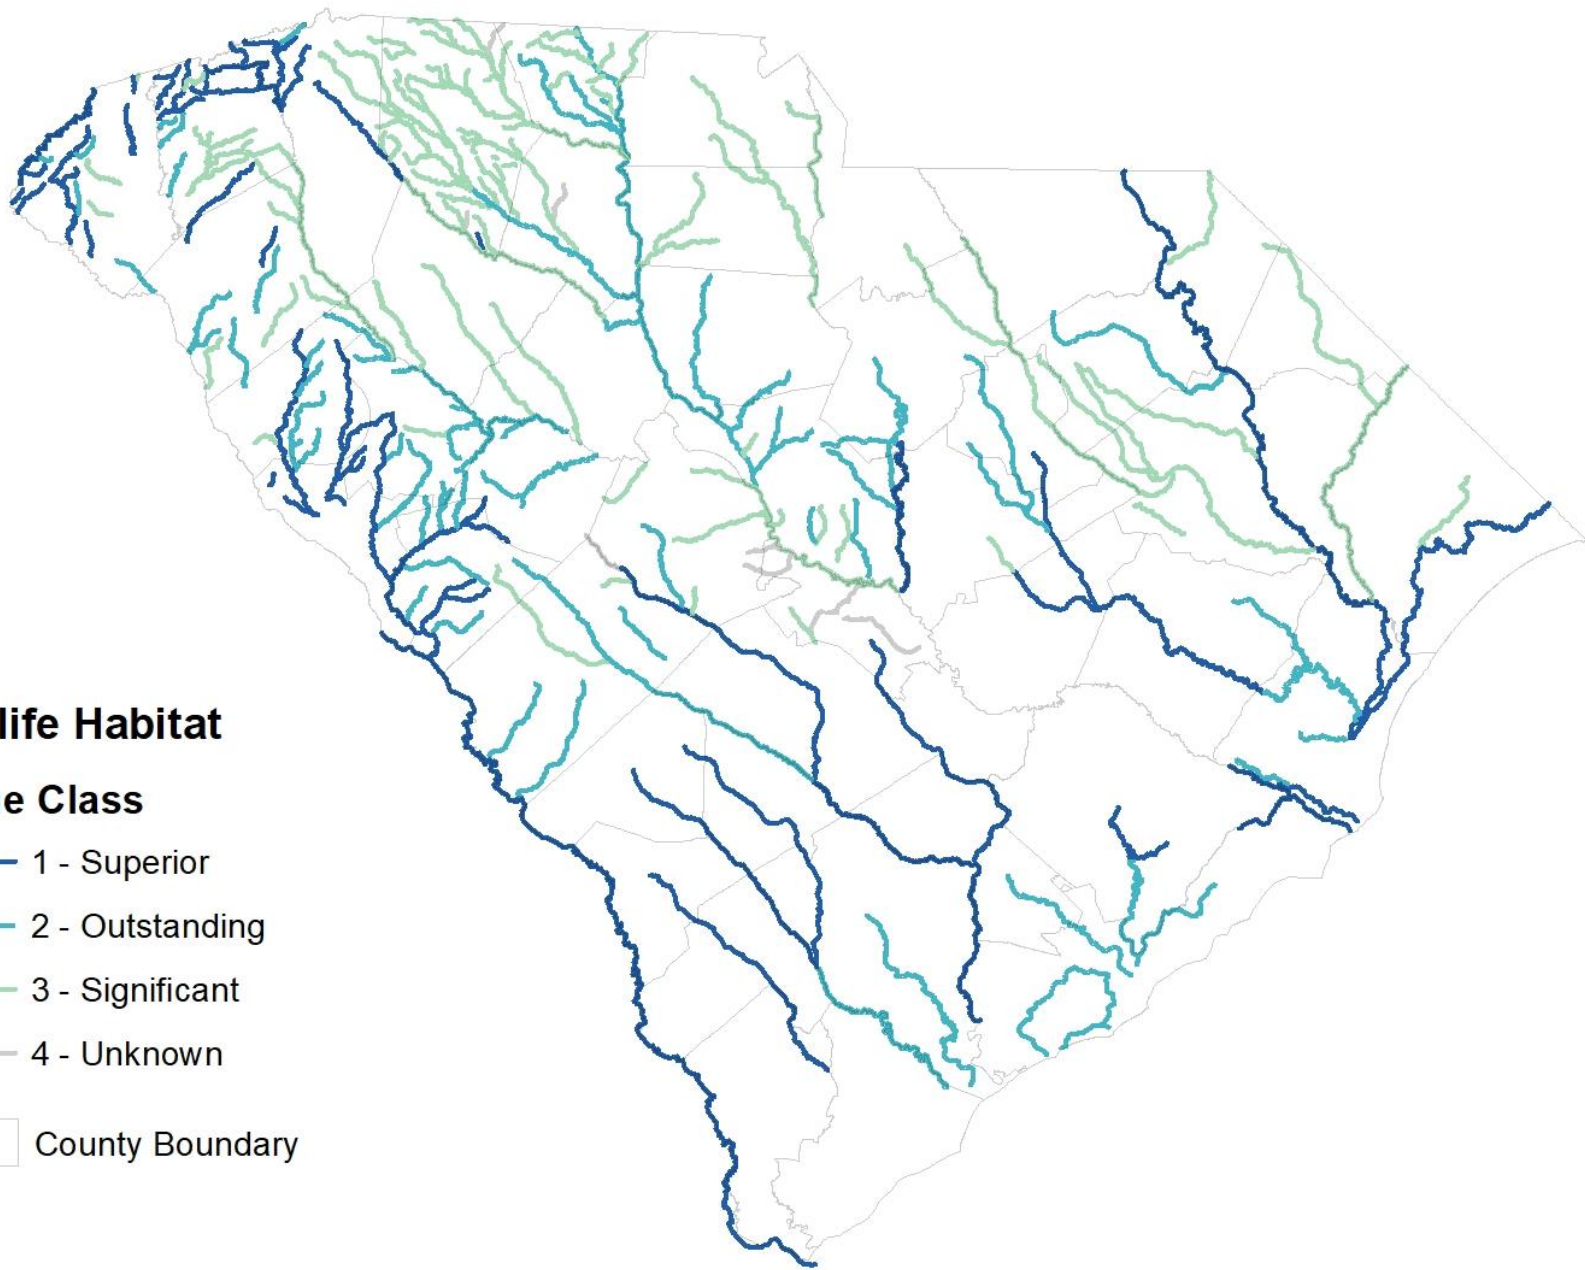 life Habitat
e Class
1 - Superior
2 - Outstanding
3 - Significant
4 - Unknown
County Boundary